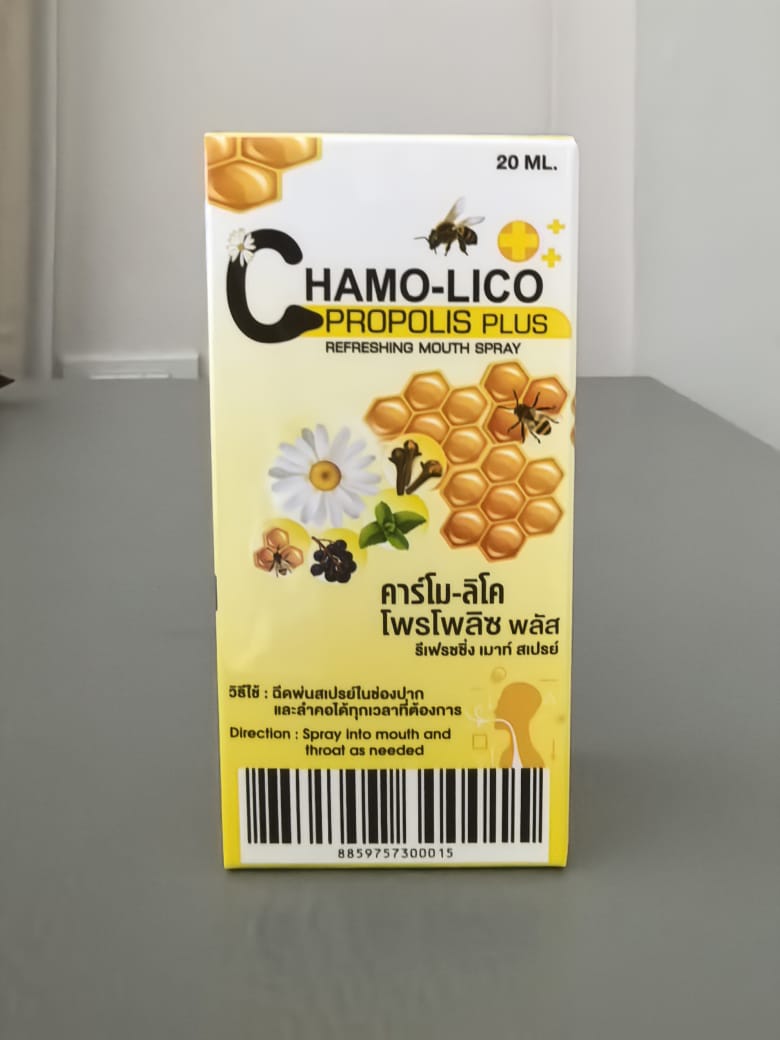 20 ML.
CHAMO-LICO
PROPOLIS PLUS
REFRESHING MOUTH SPRAY
คาร์โม-ลิโค
โพรโพลิซ พลัส
รีเฟรซซิ่ง เมาท์ สเปรย์
วิธีใช้ : ฉีดพ่นสเปรย์ในช่องปาก
และลำคอได้ทุกเวลาที่ต้องการ
Direction : Spray into mouth and
throat as needed
8859757300015